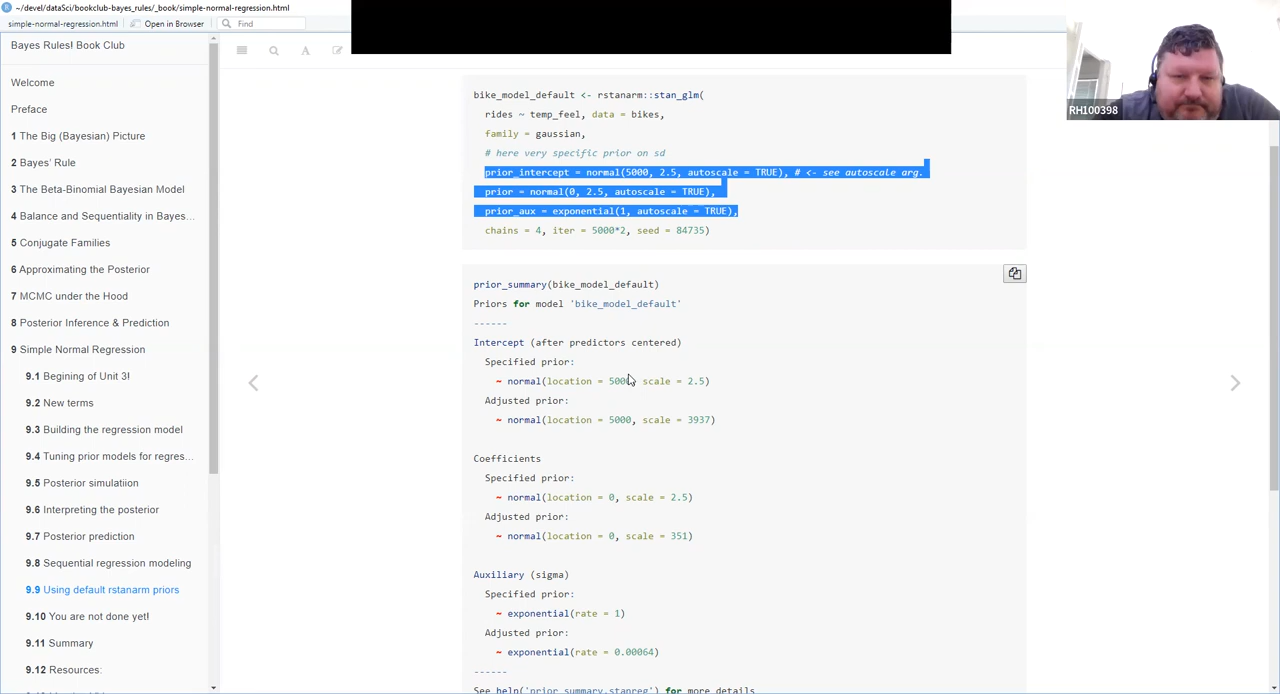 ~/devel/dataSci/bookclub-bayes_rules/_book/simple-normal-regression.html
simple-normal-regression.html
Open in Browser
Find
Bayes Rules! Book Club
Welcome
Preface
1 The Big (Bayesian) Picture
2 Bayes' Rule
3 The Beta-Binomial Bayesian Model
4 Balance and Sequentiality in Bayes...
5 Conjugate Families
6 Approximating the Posterior
7 MCMC under the Hood
8 Posterior Inference & Prediction
9 Simple Normal Regression
9.1 Begining of Unit 3!
9.2 New terms
9.3 Building the regression model
9.4 Tuning prior models for regres...
9.5 Posterior simulatiion
9.6 Interpreting the posterior
9.7 Posterior prediction
9.8 Sequential regression modeling
9.9 Using default rstanarm priors
9.10 You are not done yet!
9.11 Summary
9.12 Resources:
A
bike_model_default <- rstanarm::stan_glm(
rides ~ temp_feel, data = bikes,
family = gaussian,
# here very specific prior on sd
prior_intercept = normal(5000, 2.5, autoscale = TRUE), # <- see autoscale arg.
prior = normal(0, 2.5, autoscale = TRUE),
prior_aux = exponential(1, autoscale = TRUE),
chains = 4, iter = 5000*2, seed = 84735)
prior_summary(bike_model_default)
Priors for model 'bike_model_default'
------
Intercept (after predictors centered)
Specified prior:
~ normal(location = 5000, scale = 2.5)
Adjusted prior:
~ normal(location = 5000, scale = 3937)
Coefficients
Specified prior:
~ normal(location = 0, scale = 2.5)
Adjusted prior:
~ normal(location = 0, scale = 351)
Auxiliary (sigma)
Specified prior:
~ exponential(rate = 1)
Adjusted prior:
~ exponential(rate = 0.00064)
------
See help('prior_summary.stanreg') for more details
RH100398